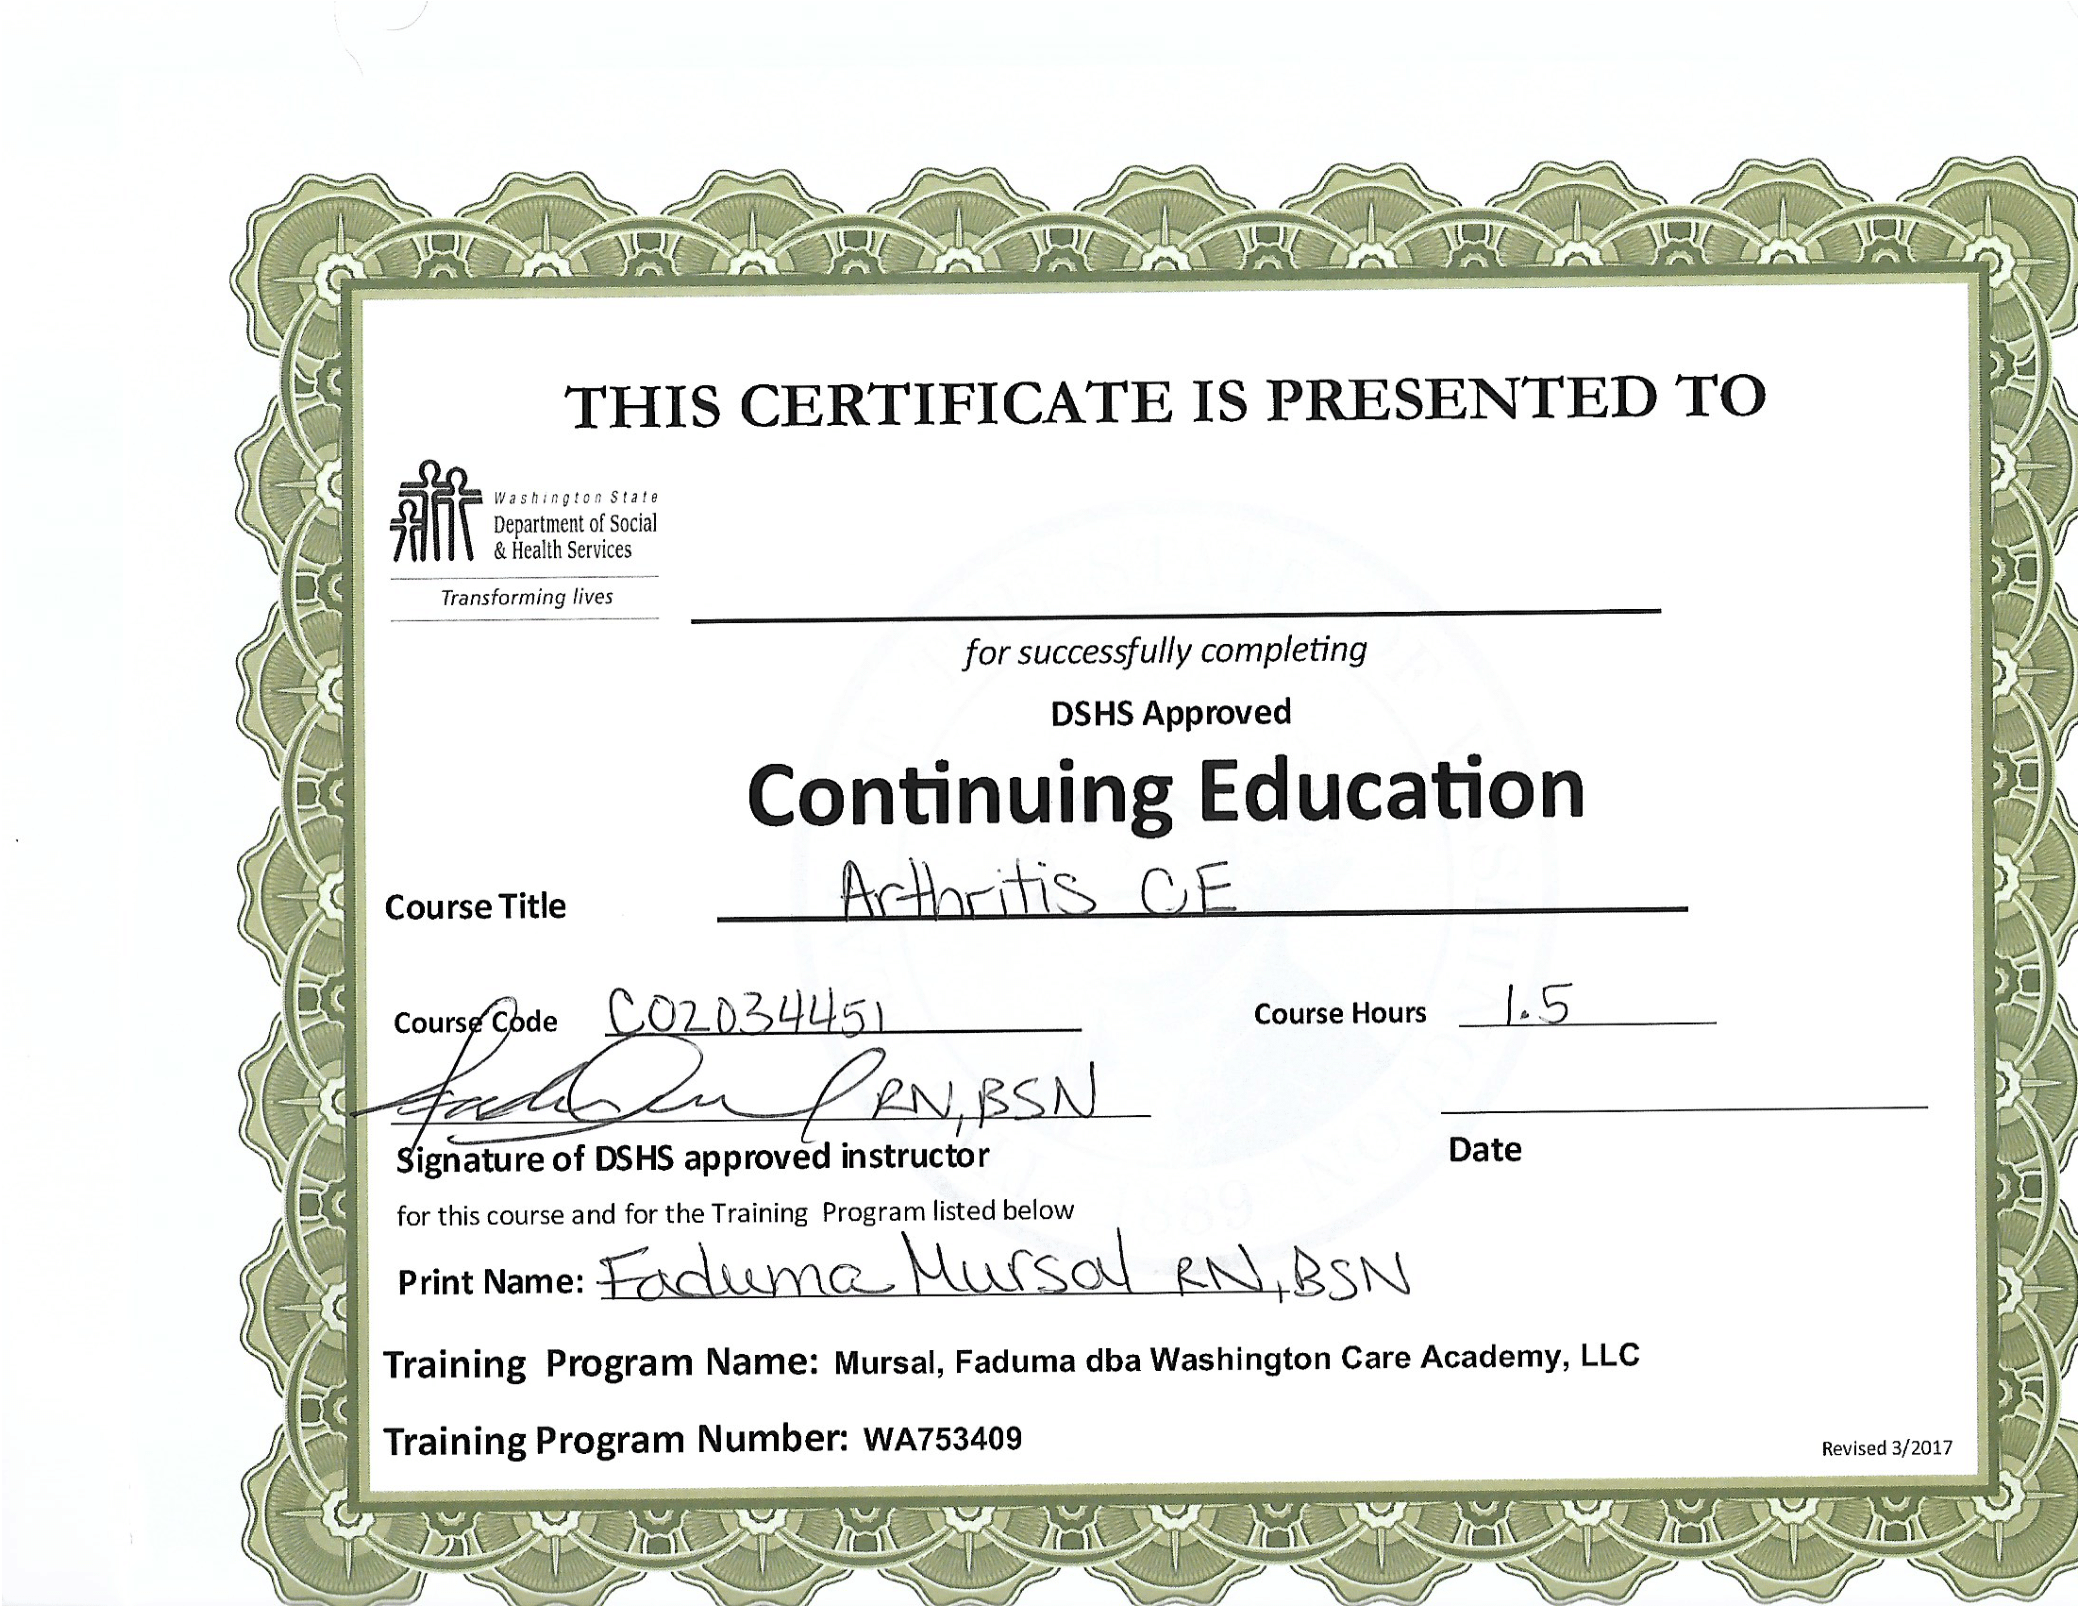 THIS CERTIFICATE IS PRESENTED TO
Washington State
Department of Social
& Health Services
Transforming lives
for successfully completing
DSHS Approved
Continuing Education
Course Title Arthritis CE
Course Code CO2D34451 Course Hours 1.5
RN, BSN
Signature of DSHS approved instructor Date
for this course and for the Training Program listed below
Print Name: Faduma Mursal RN, BSN
Training Program Name: Mursal, Faduma dba Washington Care Academy, LLC
Training Program Number: WA753409
Revised 3/2017